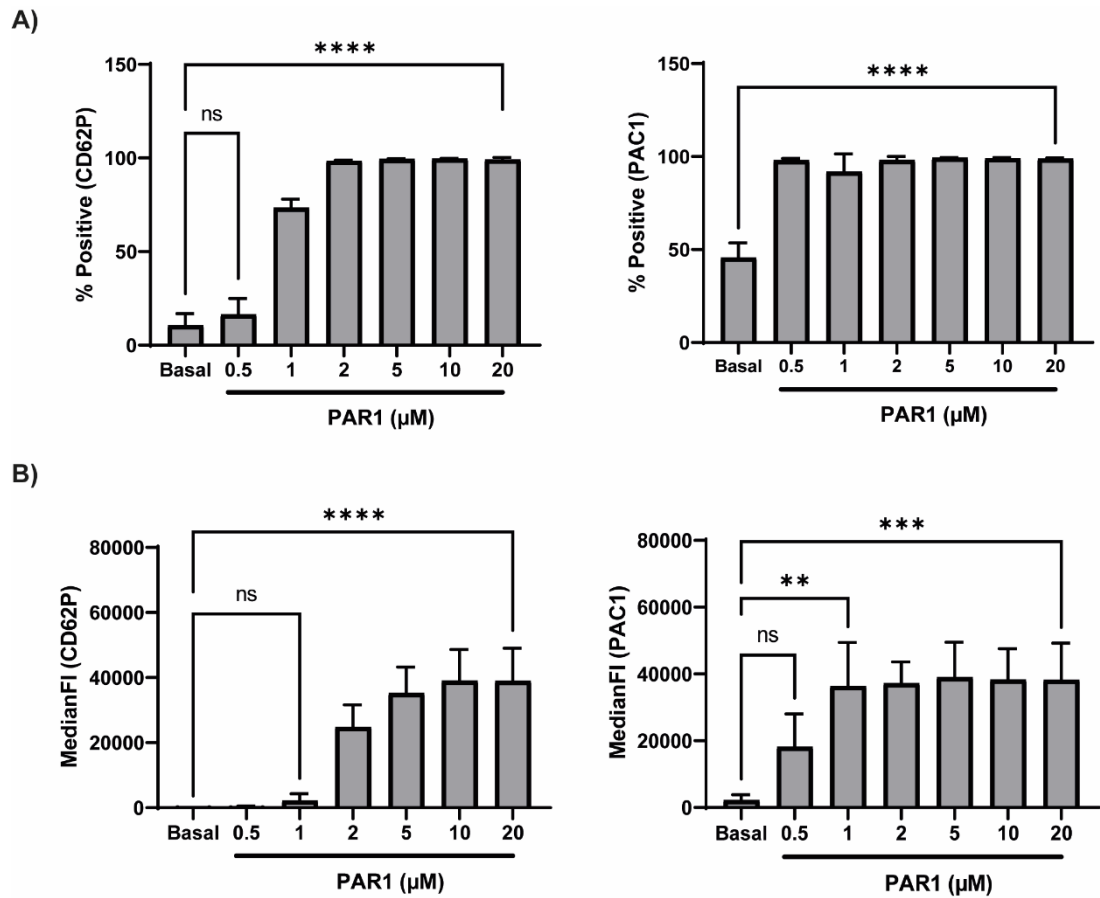 A)
% Positive (CD62P)
150
100
50
0
****
ns
Basal 0.5 1 2 5 10 20
PAR1 (µM)
% Positive (PAC1)
150
100
50
0
****
Basal 0.5 1 2 5 10 20
PAR1 (µM)
B)
MedianFI (CD62P)
80000
60000
40000
20000
0
****
ns
Basal 0.5 1 2 5 10 20
PAR1 (µM)
MedianFI (PAC1)
80000
60000
40000
20000
0
***
**
ns
Basal 0.5 1 2 5 10 20
PAR1 (µM)